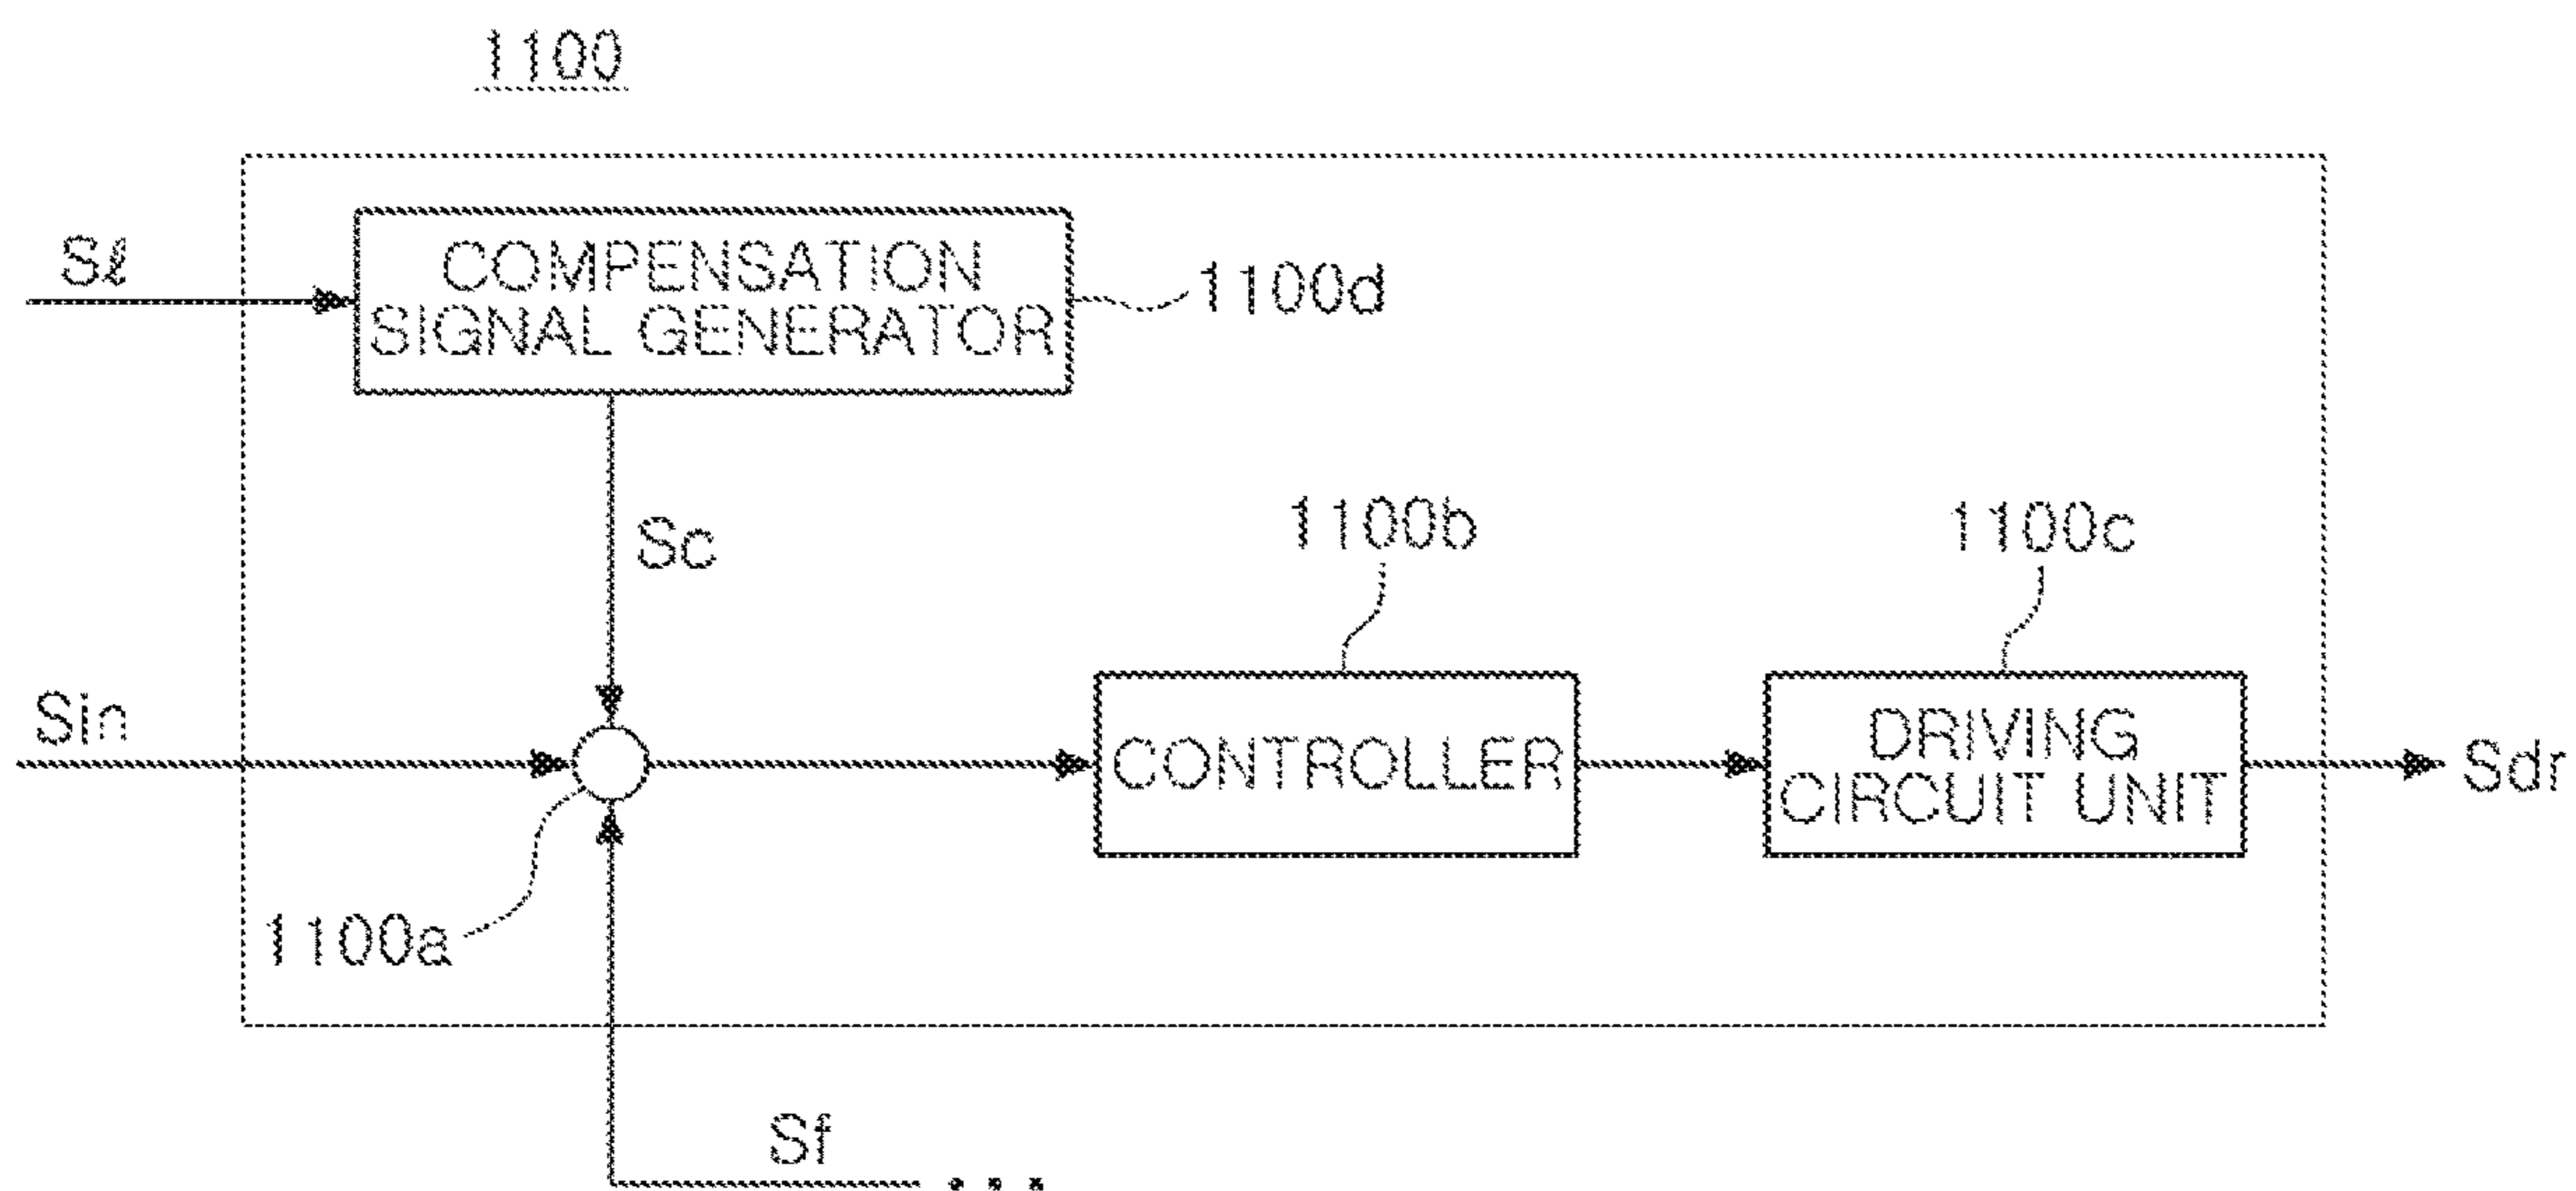 1100
Sℓ
COMPENSATION
SIGNAL GENERATOR
1100d
Sc
1100b
1100c
Sin
CONTROLLER
DRIVING
CIRCUIT UNIT
Sdr
1100a
Sf